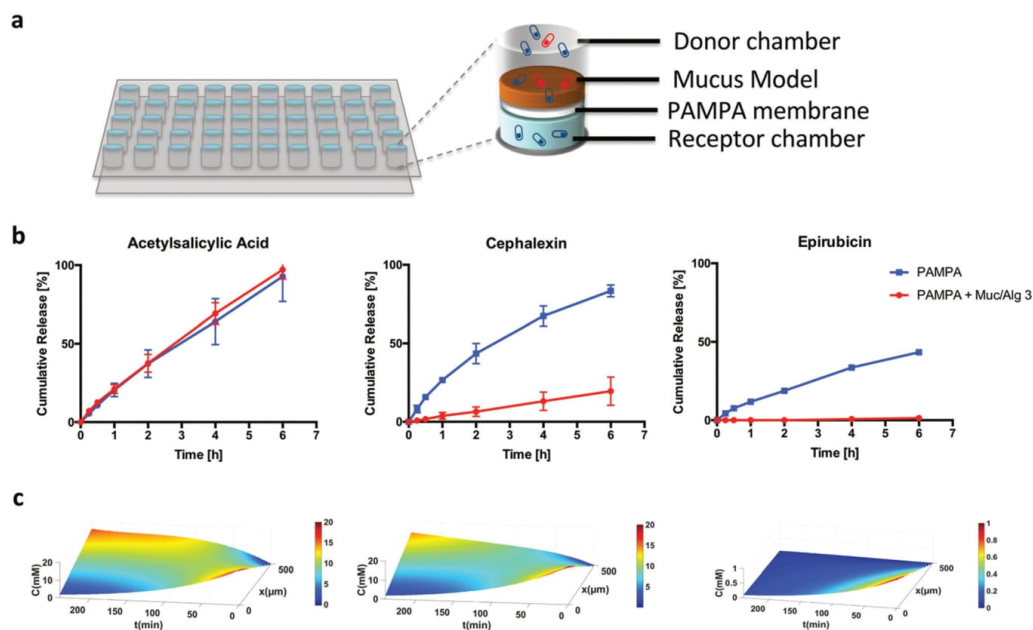 a
Donor chamber
Mucus Model
PAMPA membrane
Receptor chamber
b
Acetylsalicylic Acid
Cumulative Release [%]
100
50
0
0 1 2 3 4 5 6 7
Time [h]
Cephalexin
Cumulative Release [%]
100
50
0
0 1 2 3 4 5 6 7
Time [h]
Epirubicin
Cumulative Release [%]
100
50
0
0 1 2 3 4 5 6 7
Time [h]
PAMPA
PAMPA + Muc/Alg 3
c
C(mM)
20
10
0
200 150 100 50 0
t(min)
x(µm)
500
0
20
15
10
5
0
C(mM)
20
10
0
200 150 100 50 0
t(min)
x(µm)
500
0
20
15
10
5
C(mM)
1
0.5
0
200 150 100 50 0
t(min)
x(µm)
500
0
1
0.8
0.6
0.4
0.2
0